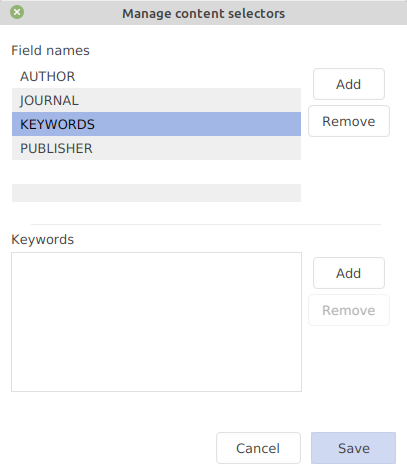 Manage content selectors
Field names
AUTHOR
Add
JOURNAL
KEYWORDS
Remove
PUBLISHER
Keywords
Add
Remove
Cancel
Save